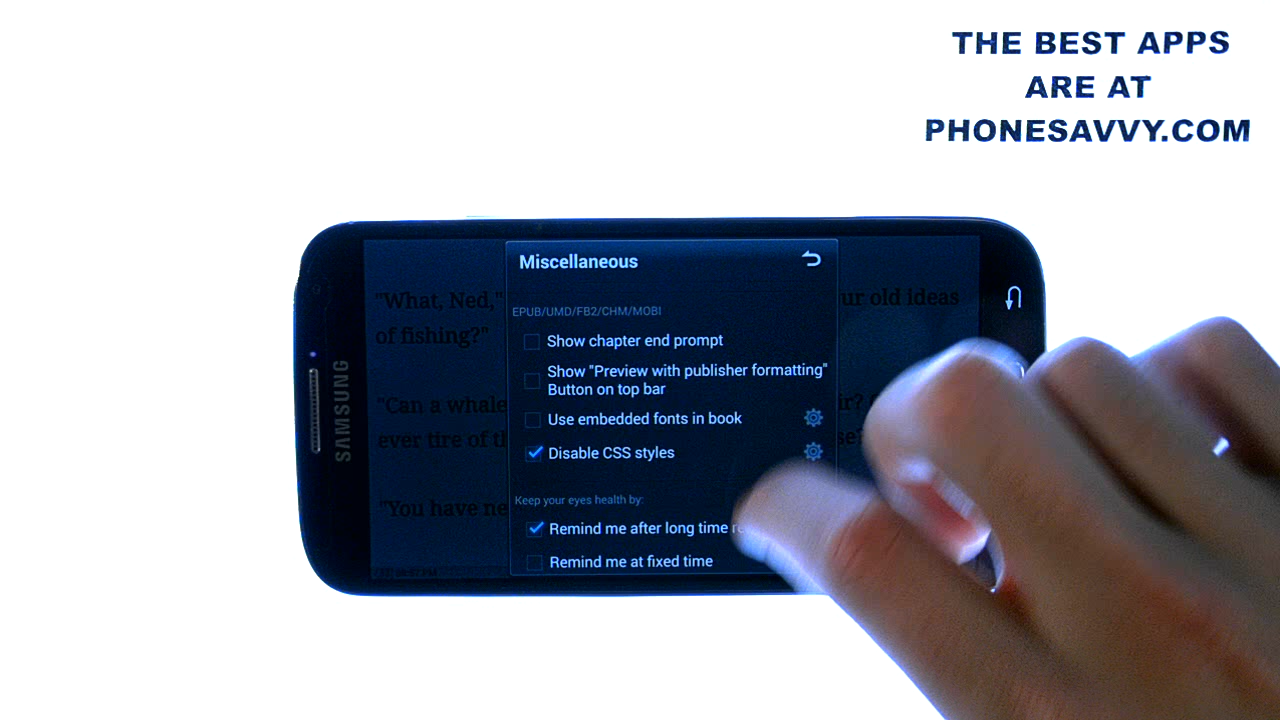 THE BEST APPS
ARE AT
PHONESAVVY.COM
SAMSUNG
Miscellaneous
"What, Ned,"
ur old ideas
of fishing?"
EPUB/UMD/FB2/CHM/MOBI
Show chapter end prompt
Show "Preview with publisher formatting"
Button on top bar
"Can a whale
Use embedded fonts in book
ever tire of th
Disable CSS styles
Keep your eyes health by:
"You have ne
Remind me after long time re
Remind me at fixed time